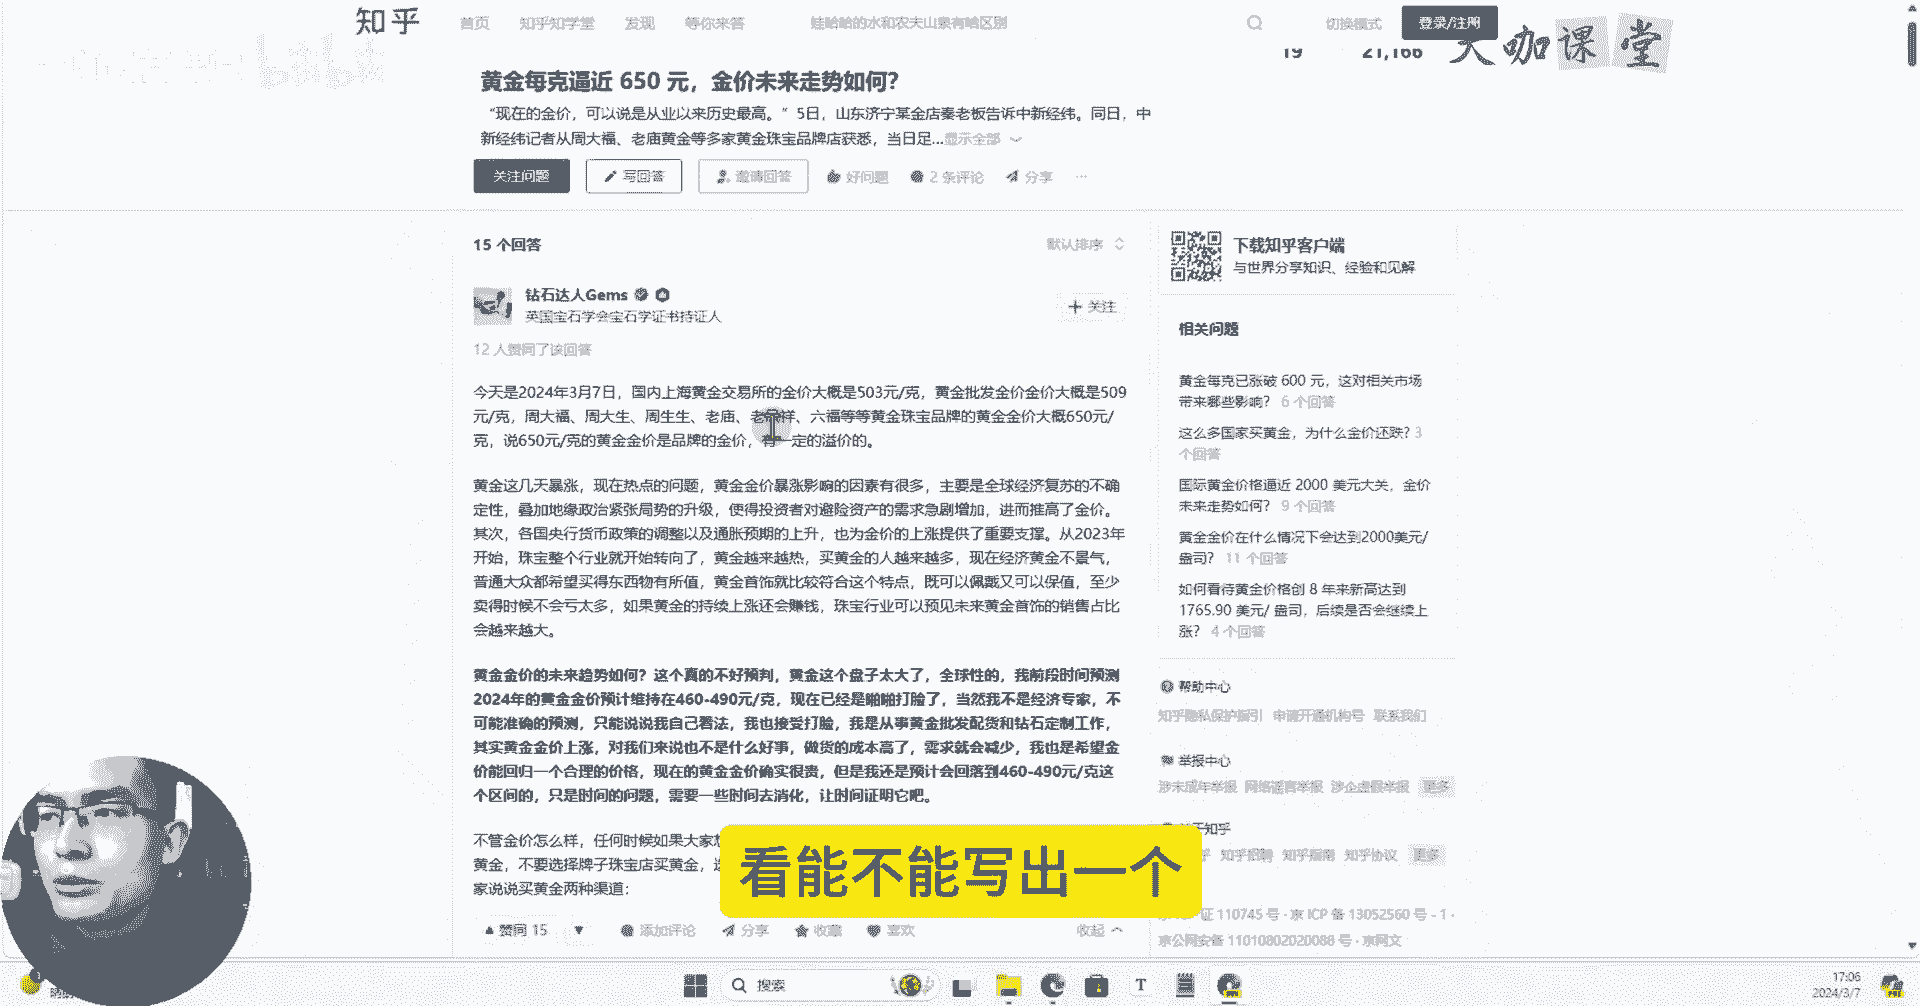 知乎
首页 知乎知学堂 发现 等你来答 娃哈哈的水和农夫山泉有啥区别 切换模式 登录/注册
大咖课堂
19 21,166
黄金每克逼近 650 元，金价未来走势如何？
“现在的金价，可以说是从业以来历史最高。”5日，山东济宁某金店秦老板告诉中新经纬。同日，中
新经纬记者从周大福、老庙黄金等多家黄金珠宝品牌店获悉，当日足...显示全部
关注问题 写回答 邀请回答 好问题 2 条评论 分享 ...
15 个回答 默认排序
钻石达人Gems
英国宝石学会宝石学证书持证人
+ 关注
12 人赞同了该回答
今天是2024年3月7日，国内上海黄金交易所的金价大概是503元/克，黄金批发金价金价大概是509
元/克，周大福、周大生、周生生、老庙、老凤祥、六福等等黄金珠宝品牌的黄金金价大概650元/
克，说650元/克的黄金金价是品牌的金价，有一定的溢价的。
黄金这几天暴涨，现在热点的问题，黄金金价暴涨影响的因素有很多，主要是全球经济复苏的不确
定性，叠加地缘政治紧张局势的升级，使得投资者对避险资产的需求急剧增加，进而推高了金价。
其次，各国央行货币政策的调整以及通胀预期的上升，也为金价的上涨提供了重要支撑。从2023年
开始，珠宝整个行业就开始转向了，黄金越来越热，买黄金的人越来越多，现在经济黄金不景气，
普通大众都希望买得东西物有所值，黄金首饰就比较符合这个特点，既可以佩戴又可以保值，至少
卖得时候不会亏太多，如果黄金的持续上涨还会赚钱，珠宝行业可以预见未来黄金首饰的销售占比
会越来越大。
黄金金价的未来趋势如何？这个真的不好预判，黄金这个盘子太大了，全球性的，我前段时间预测
2024年的黄金金价预计维持在460-490元/克，现在已经是啪啪打脸了，当然我不是经济专家，不
可能准确的预测，只能说说我自己看法，我也接受打脸，我是从事黄金批发配货和钻石定制工作，
其实黄金金价上涨，对我们来说也不是什么好事，做货的成本高了，需求就会减少，我也是希望金
价能回归一个合理的价格，现在的黄金金价确实很贵，但是我还是预计会回落到460-490元/克这
个区间的，只是时间的问题，需要一些时间去消化，让时间证明它吧。
不管金价怎么样，任何时候如果大家想
黄金，不要选择牌子珠宝店买黄金，
家说说买黄金两种渠道：
赞同 15 添加评论 分享 收藏 喜欢 收起
下载知乎客户端
与世界分享知识、经验和见解
相关问题
黄金每克已涨破 600 元，这对相关市场
带来哪些影响？ 6 个回答
这么多国家买黄金，为什么金价还跌？ 3
个回答
国际黄金价格逼近 2000 美元大关，金价
未来走势如何？ 9 个回答
黄金金价在什么情况下会达到2000美元/
盎司？ 11 个回答
如何看待黄金价格创 8 年来新高达到
1765.90 美元/ 盎司，后续是否会继续上
涨？ 4 个回答
帮助中心
知乎隐私保护指引 申请开通机构号 联系我们
举报中心
涉未成年举报 网络谣言举报 涉企虚假举报 更多
于知乎
知乎招聘 知乎指南 知乎协议 更多
证 110745 号 · 京 ICP 备 13052560 号 - 1 ·
京公网安备 11010802020088 号 · 京网文
看能不能写出一个
搜索
17:06
2024/3/7